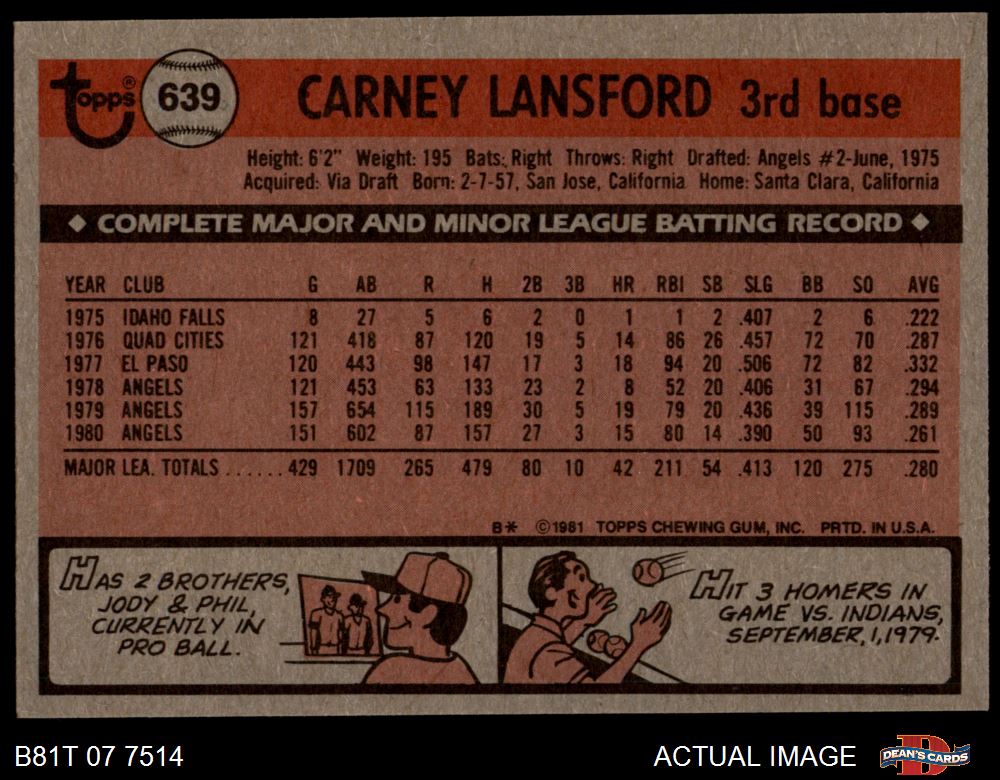 Topps® 639 CARNEY LANSFORD 3rd base
Height: 6'2" Weight: 195 Bats: Right Throws: Right Drafted: Angels #2-June, 1975
Acquired: Via Draft Born: 2-7-57, San Jose, California Home: Santa Clara, California
◆ COMPLETE MAJOR AND MINOR LEAGUE BATTING RECORD ◆
YEAR CLUB G AB R H 2B 3B HR RBI SB SLG BB SO AVG
1975 IDAHO FALLS 8 27 5 6 2 0 1 1 2 .407 2 6 .222
1976 QUAD CITIES 121 418 87 120 19 5 14 86 26 .457 72 70 .287
1977 EL PASO 120 443 98 147 17 3 18 94 20 .506 72 82 .332
1978 ANGELS 121 453 63 133 23 2 8 52 20 .406 31 67 .294
1979 ANGELS 157 654 115 189 30 5 19 79 20 .436 39 115 .289
1980 ANGELS 151 602 87 157 27 3 15 80 14 .390 50 93 .261
MAJOR LEA. TOTALS ...... 429 1709 265 479 80 10 42 211 54 .413 120 275 .280
B* ©1981 TOPPS CHEWING GUM, INC. PRTD. IN U.S.A.
HAS 2 BROTHERS,
JODY & PHIL,
CURRENTLY IN
PRO BALL.
HIT 3 HOMERS IN
GAME VS. INDIANS,
SEPTEMBER, 1, 1979.
B81T 07 7514 ACTUAL IMAGE DEAN'S CARDS